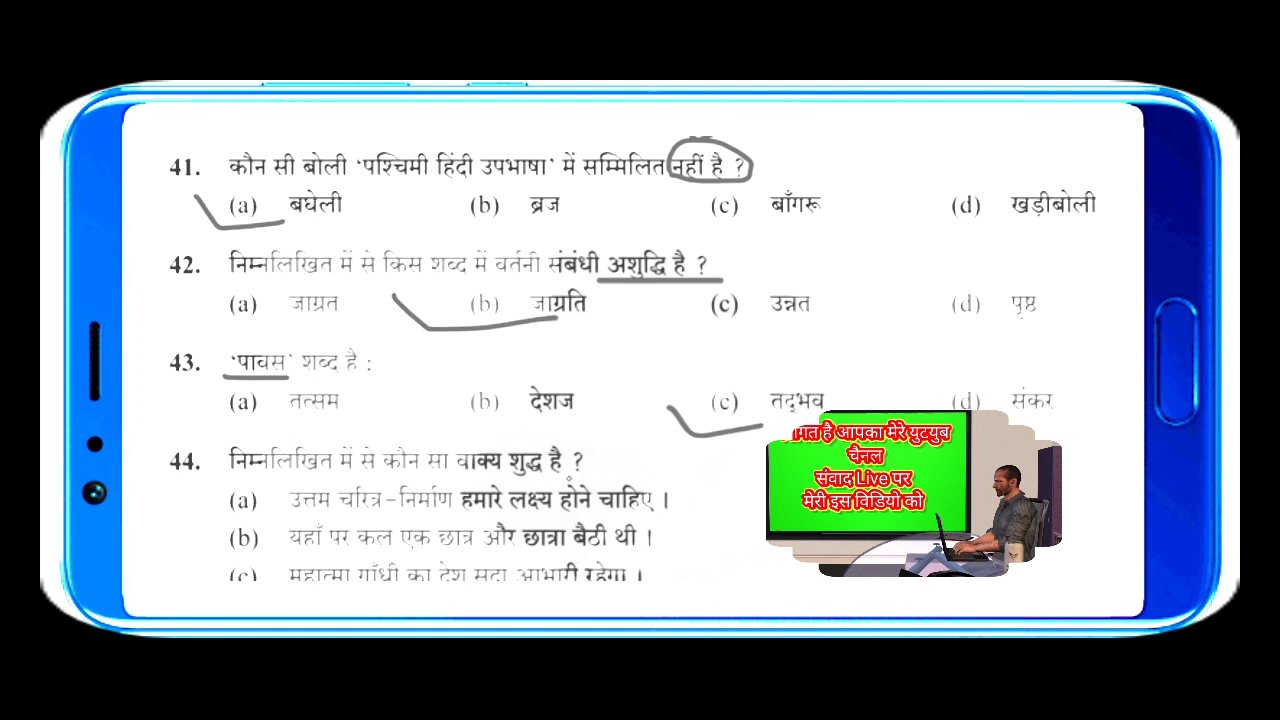 41. कौन सी बोली ‘पश्चिमी हिंदी उपभाषा’ में सम्मिलित नहीं है ?
(a) बघेली (b) ब्रज (c) बाँगरू (d) खड़ीबोली
42. निम्नलिखित में से किस शब्द में वर्तनी संबंधी अशुद्धि है ?
(a) जाग्रत (b) जाग्रति (c) उन्नत (d) पृष्ठ
43. ‘पावस’ शब्द है :
(a) तत्सम (b) देशज (c) तद्भव (d) संकर
44. निम्नलिखित में से कौन सा वाक्य शुद्ध है ?
(a) उत्तम चरित्र-निर्माण हमारे लक्ष्य होने चाहिए ।
(b) यहाँ पर कल एक छात्र और छात्रा बैठी थी ।
(c) महात्मा गाँधी का देश सदा आभारी रहेगा ।
है आपका मेरे युटयुब
चैनल
संवाद Live पर
मेरी इस विडियो को